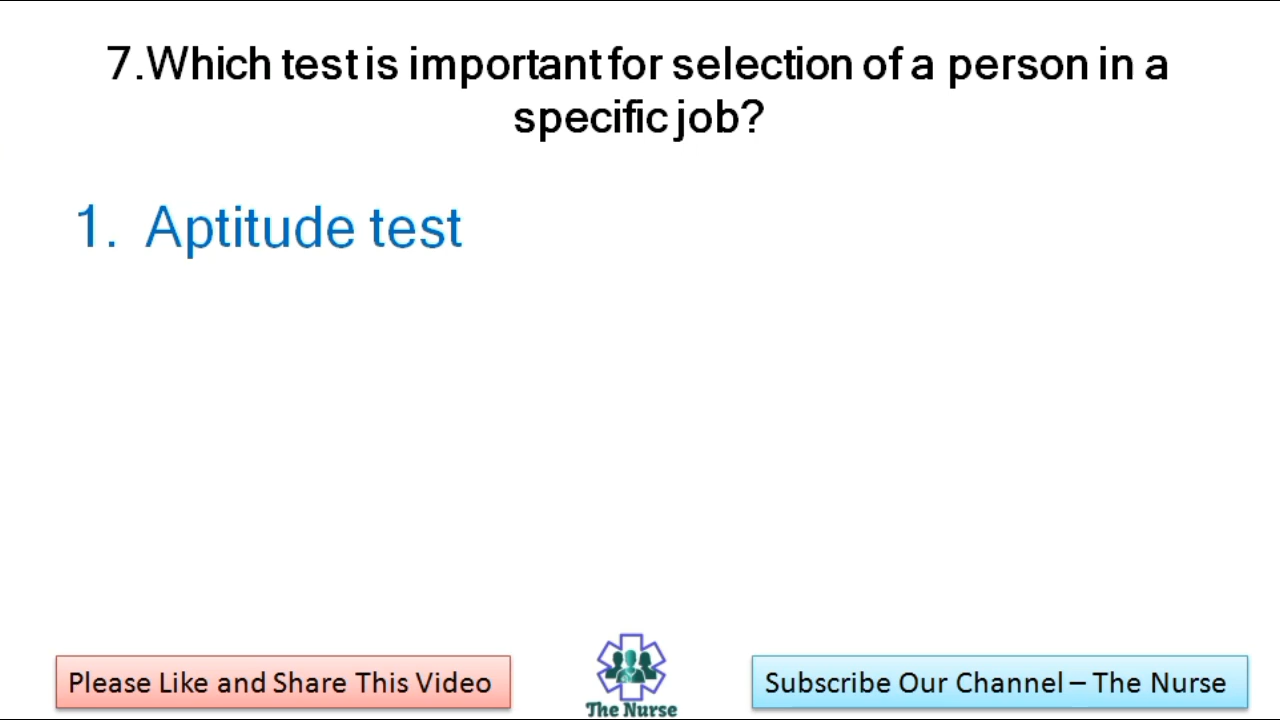 7.Which test is important for selection of a person in a
specific job?
1. Aptitude test
Please Like and Share This Video
The Nurse
Subscribe Our Channel – The Nurse